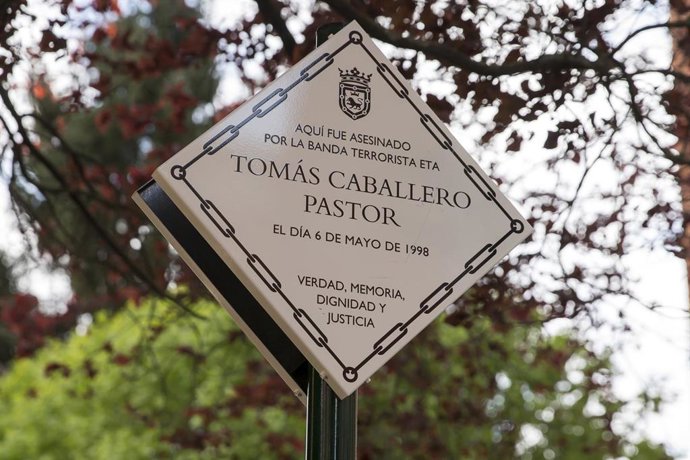 AQUÍ FUE ASESINADO
POR LA BANDA TERRORISTA ETA
TOMÁS CABALLERO
PASTOR
EL DÍA 6 DE MAYO DE 1998
VERDAD, MEMORIA,
DIGNIDAD Y
JUSTICIA